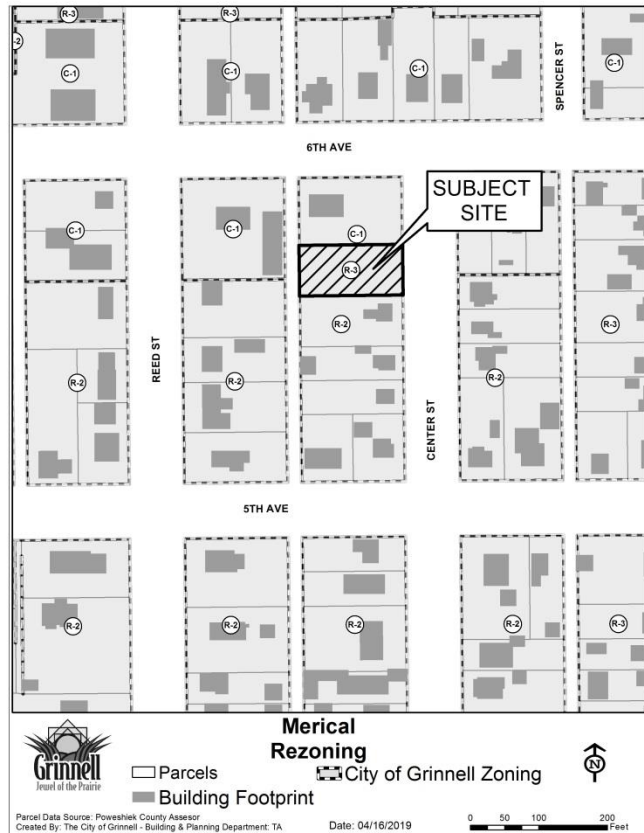 R-3
R-2
C-1
C-1
C-1
C-1
SPENCER ST
6TH AVE
SUBJECT
SITE
C-1
C-1
C-1
R-3
R-2
R-3
REED ST
R-2
R-2
R-2
CENTER ST
5TH AVE
R-2
R-2
R-2
R-2
R-3
Merical
Rezoning
Grinnell
Jewel of the Prairie
Parcels
City of Grinnell Zoning
Building Footprint
N
Parcel Data Source: Poweshiek County Assesor
Created By: The City of Grinnell - Building & Planning Department: TA
Date: 04/16/2019
0 50 100 200
Feet